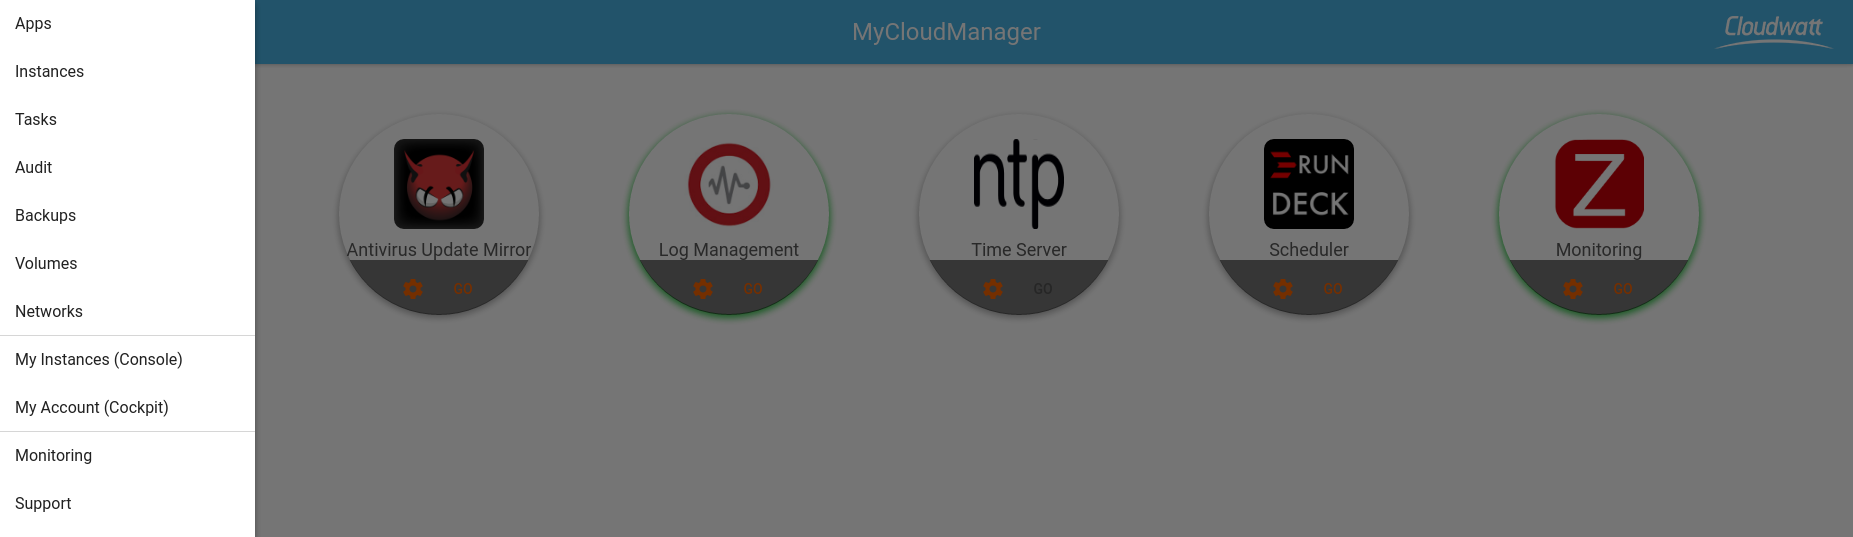 Apps
Instances
Tasks
Audit
Backups
Volumes
Networks
My Instances (Console)
My Account (Cockpit)
Monitoring
Support
MyCloudManager
Cloudwatt
Antivirus Update Mirror
GO
Log Management
GO
ntp
Time Server
GO
RUN
DECK
Scheduler
GO
Z
Monitoring
GO